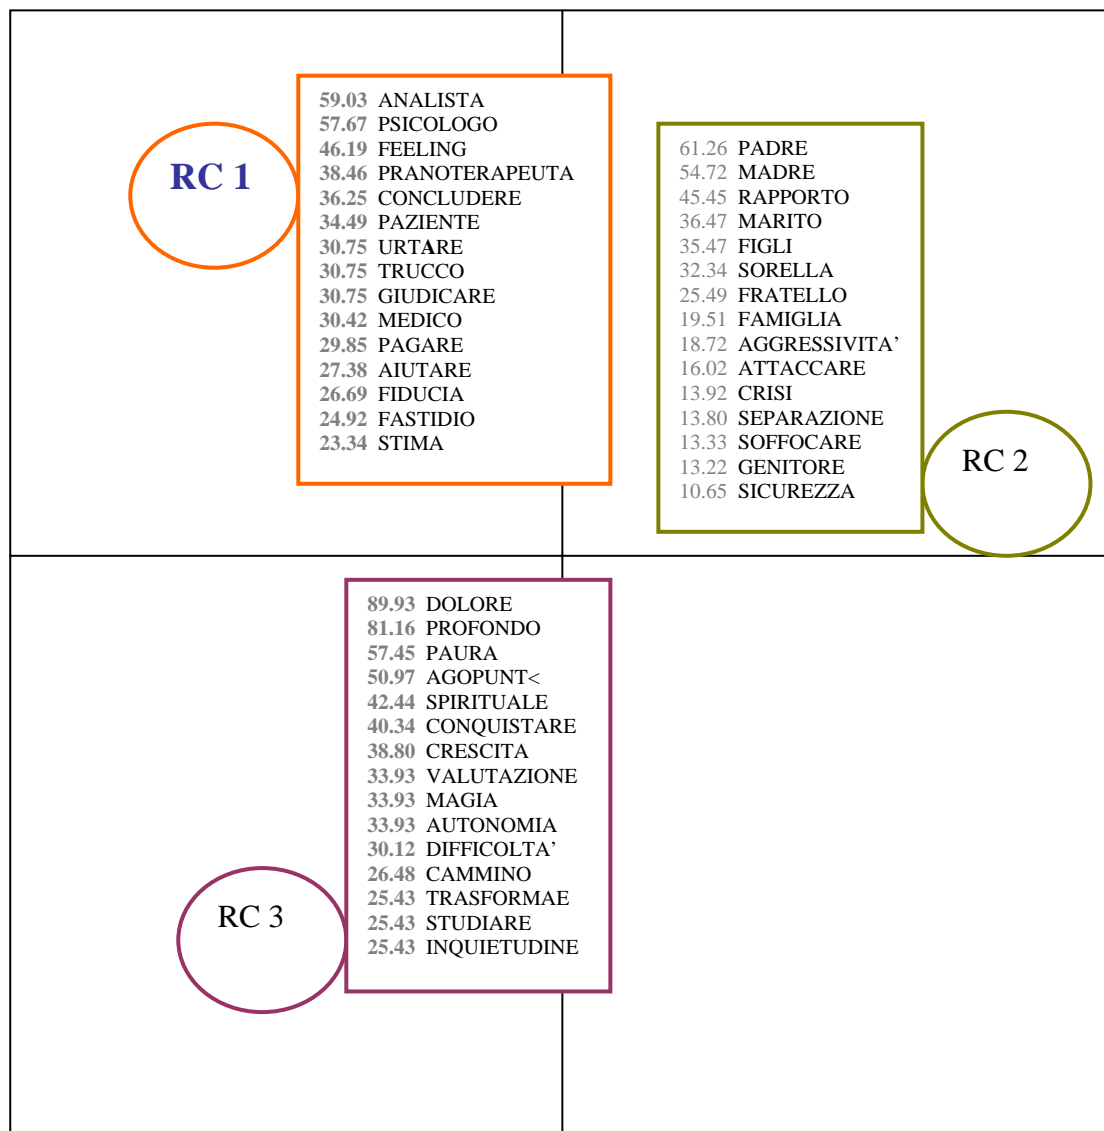 RC 1
59.03 ANALISTA
57.67 PSICOLOGO
46.19 FEELING
38.46 PRANOTERAPEUTA
36.25 CONCLUDERE
34.49 PAZIENTE
30.75 URTARE
30.75 TRUCCO
30.75 GIUDICARE
30.42 MEDICO
29.85 PAGARE
27.38 AIUTARE
26.69 FIDUCIA
24.92 FASTIDIO
23.34 STIMA
61.26 PADRE
54.72 MADRE
45.45 RAPPORTO
36.47 MARITO
35.47 FIGLI
32.34 SORELLA
25.49 FRATELLO
19.51 FAMIGLIA
18.72 AGGRESSIVITA’
16.02 ATTACCARE
13.92 CRISI
13.80 SEPARAZIONE
13.33 SOFFOCARE
13.22 GENITORE
10.65 SICUREZZA
RC 2
89.93 DOLORE
81.16 PROFONDO
57.45 PAURA
50.97 AGOPUNT<
42.44 SPIRITUALE
40.34 CONQUISTARE
38.80 CRESCITA
33.93 VALUTAZIONE
33.93 MAGIA
33.93 AUTONOMIA
30.12 DIFFICOLTA’
26.48 CAMMINO
25.43 TRASFORMAE
25.43 STUDIARE
25.43 INQUIETUDINE
RC 3